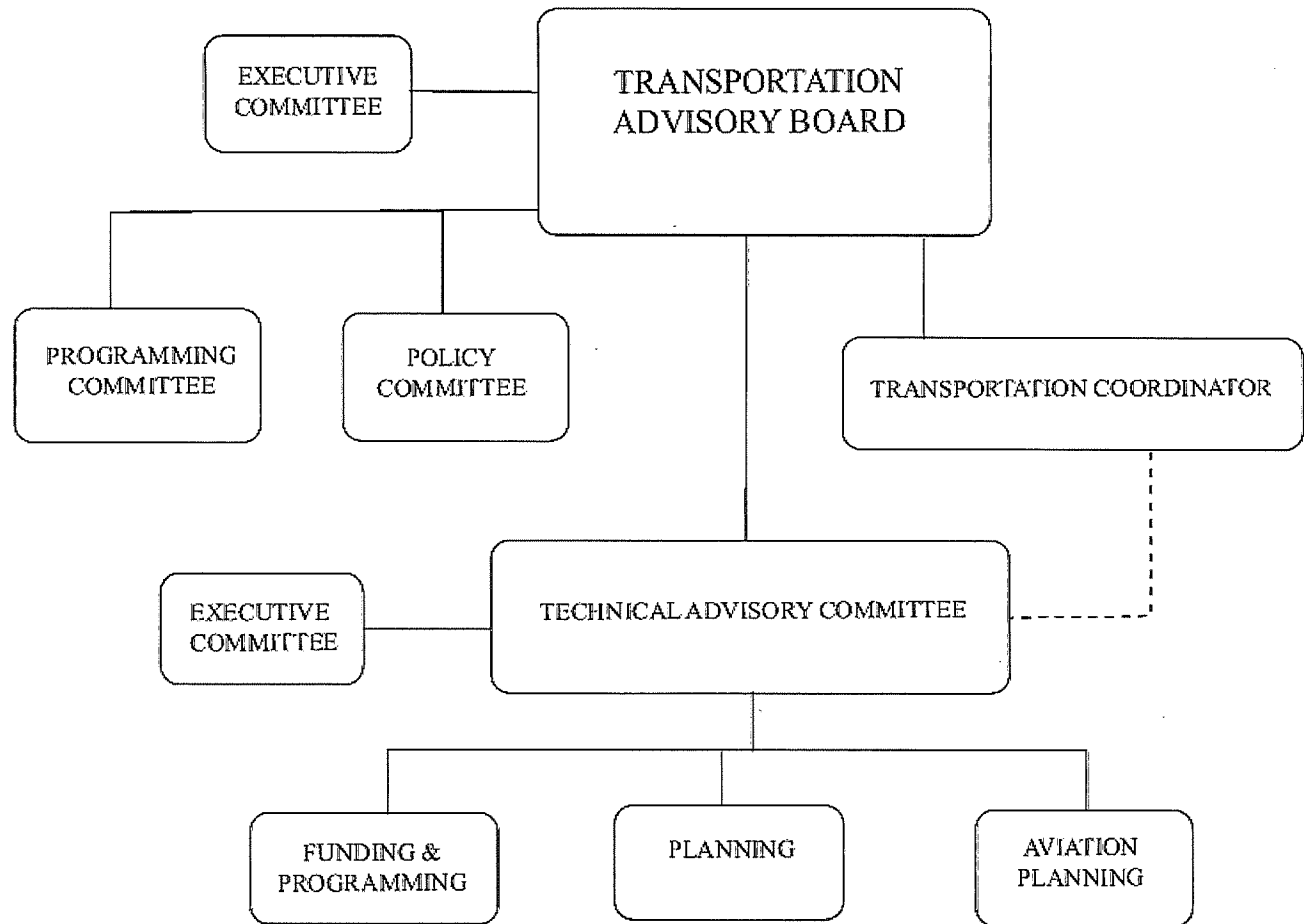 EXECUTIVE
COMMITTEE
TRANSPORTATION
ADVISORY BOARD
PROGRAMMING
COMMITTEE
POLICY
COMMITTEE
TRANSPORTATION COORDINATOR
EXECUTIVE
COMMITTEE
TECHNICAL ADVISORY COMMITTEE
FUNDING &
PROGRAMMING
PLANNING
AVIATION
PLANNING